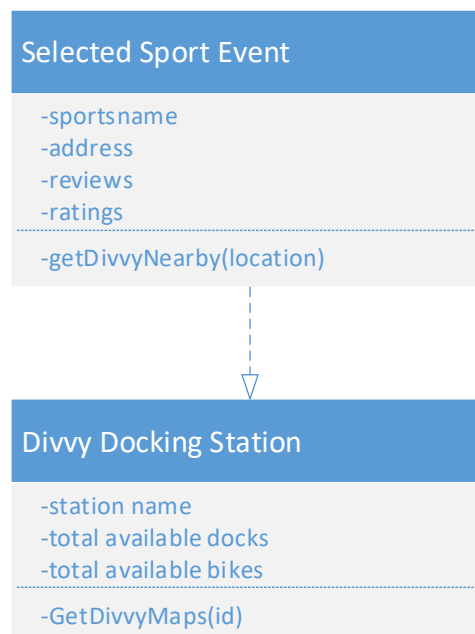 Selected Sport Event
-sportsname
-address
-reviews
-ratings
-getDivvyNearby(location)
Divvy Docking Station
-station name
-total available docks
-total available bikes
-GetDivvyMaps(id)